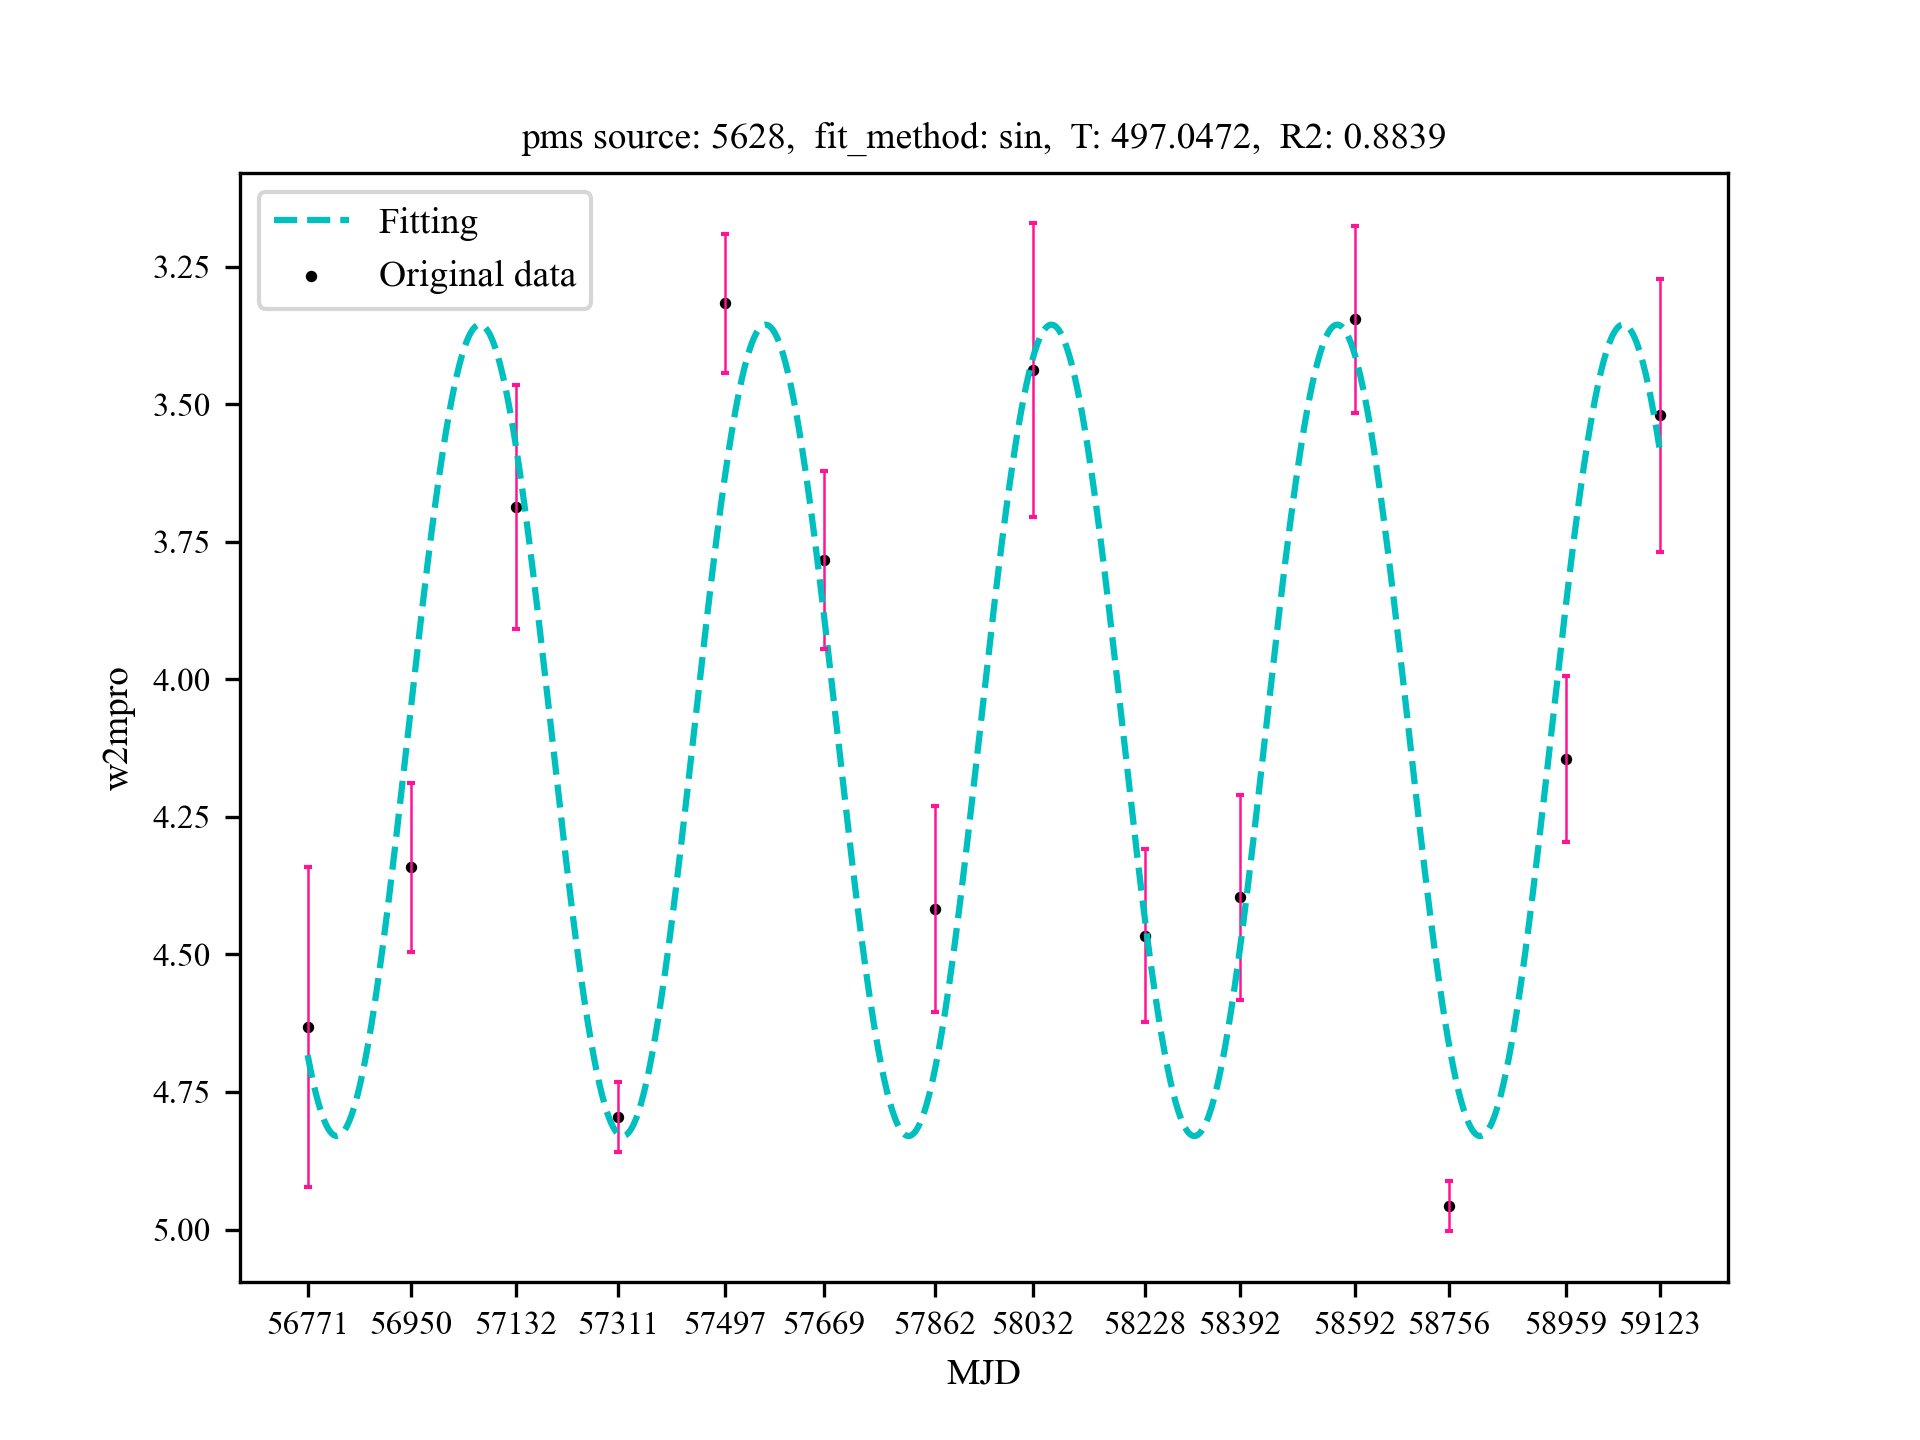 pms source: 5628,  fit_method: sin,  T: 497.0472,  R2: 0.8839
Fitting
Original data
3.25
3.50
3.75
4.00
4.25
4.50
4.75
5.00
w2mpro
56771 56950 57132 57311 57497 57669 57862 58032 58228 58392 58592 58756 58959 59123
MJD